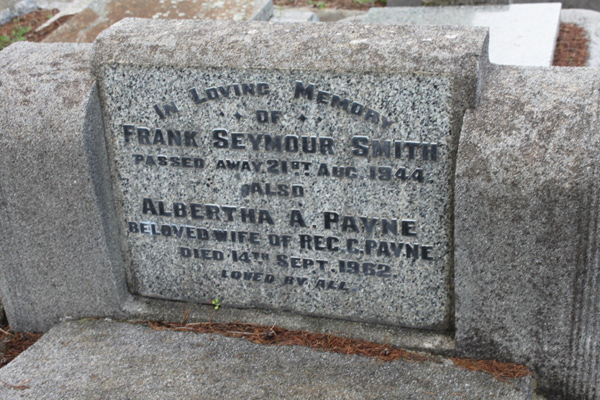 In Loving Memory
OF
FRANK SEYMOUR SMITH
PASSED AWAY 21ST AUG. 1944.
ALSO
ALBERTHA A. PAYNE
BELOVED WIFE OF REG. C. PAYNE
DIED 14TH SEPT. 1962.
LOVED BY ALL